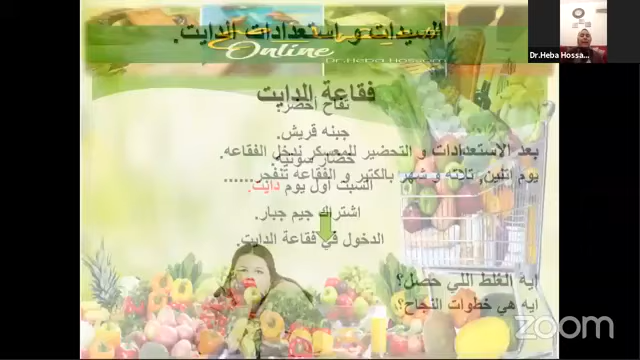 السيدات و استعدادات الدايت.
Online
Dr.Heba Hossam
Dr.Heba Hossa...
فقاعة الدايت
تفاح أخضر.
جبنه قريش.
بعد الاستعدادات و التحضير للمعسكر ندخل الفقاعه.
خضار سوتيه
يوم اتنين, تلاته و شهر بالكتير و الفقاعه تنفجر......
السبت أول يوم دايت.
اشتراك جيم جبار.
الدخول في فقاعة الدايت.
ايه الغلط اللي حصل؟
ايه هي خطوات النجاح؟
zoom